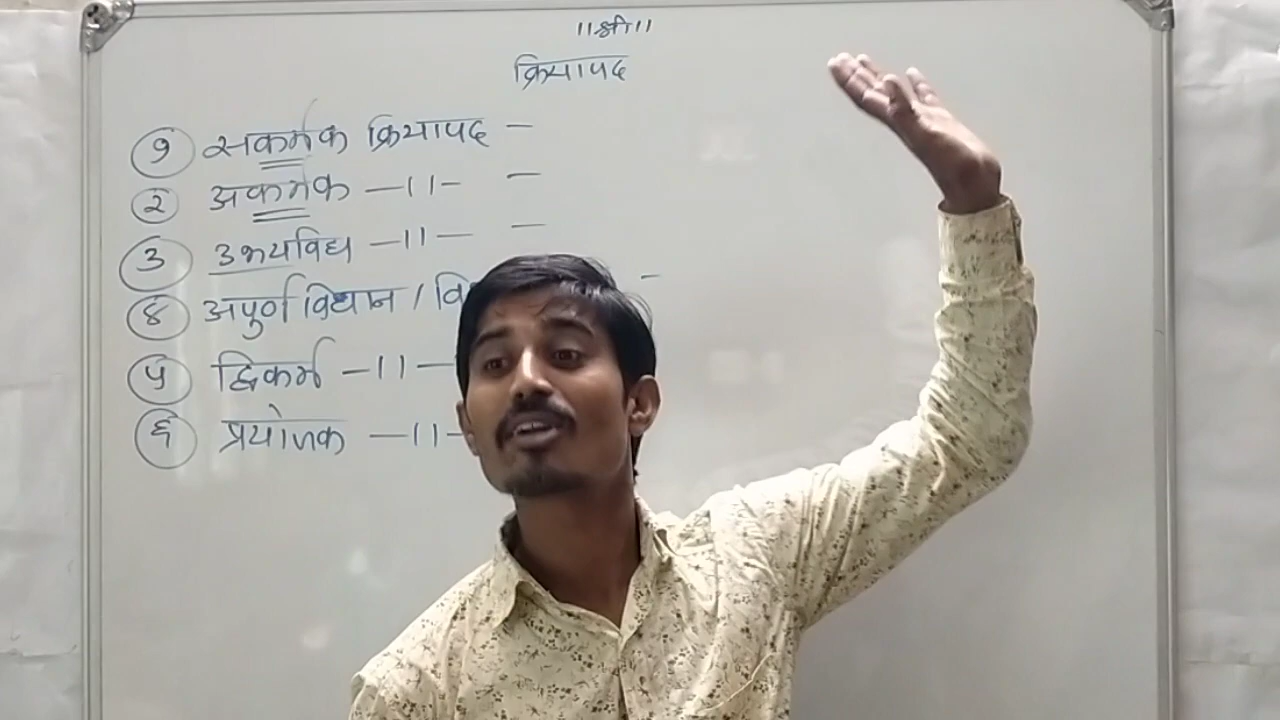 ॥श्री॥
क्रियापद
१ सकर्मक क्रियापद –
२ अकर्मक —॥— –
३ उभयविध —॥— –
४ अपुर्ण विधान / –
५ द्विकर्म —॥—
६ प्रयोजक —॥—